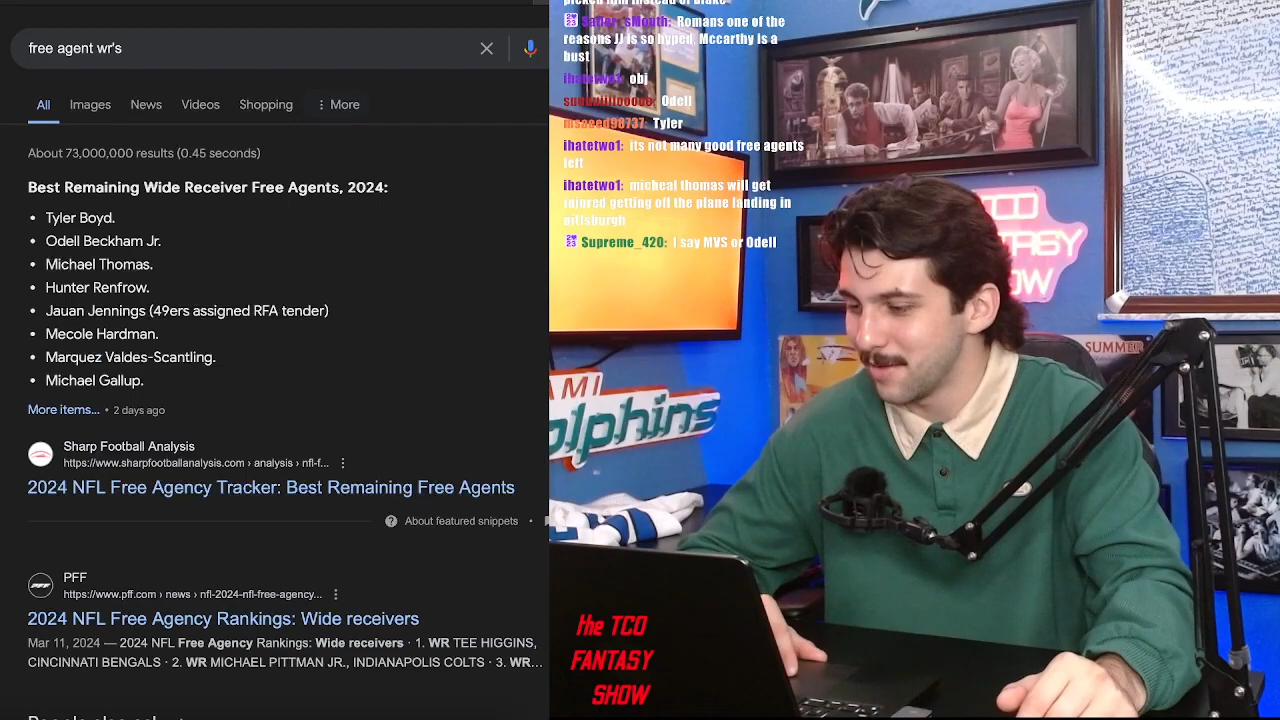 free agent wr's
All
Images
News
Videos
Shopping
More
About 73,000,000 results (0.45 seconds)
Best Remaining Wide Receiver Free Agents, 2024:
• Tyler Boyd.
• Odell Beckham Jr.
• Michael Thomas.
• Hunter Renfrow.
• Jauan Jennings (49ers assigned RFA tender)
• Mecole Hardman.
• Marquez Valdes-Scantling.
• Michael Gallup.
More items... • 2 days ago
Sharp Football Analysis
https://www.sharpfootballanalysis.com › analysis › nfl-f...
2024 NFL Free Agency Tracker: Best Remaining Free Agents
About featured snippets
PFF
https://www.pff.com › news › nfl-2024-nfl-free-agency...
2024 NFL Free Agency Rankings: Wide receivers
Mar 11, 2024 — 2024 NFL Free Agency Rankings: Wide receivers · 1. WR TEE HIGGINS,
CINCINNATI BENGALS · 2. WR MICHAEL PITTMAN JR., INDIANAPOLIS COLTS · 3. WR...
picked him instead of blake
Romans one of the
reasons JJ is so hyped, Mccarthy is a
bust
ihatetwo1: obj
Odell
msaeed98737: Tyler
ihatetwo1: its not many good free agents
left
ihatetwo1: micheal thomas will get
injured getting off the plane landing in
pittsburgh
Supreme_420: I say MVS or Odell
SUMMER
the TCO
FANTASY
SHOW